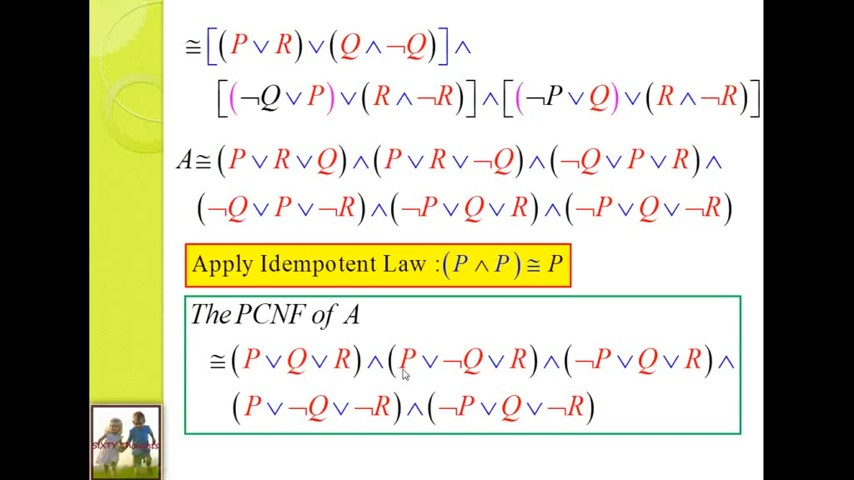 ≅[(P∨R)∨(Q∧¬Q)]∧
[(¬Q∨P)∨(R∧¬R)]∧[(¬P∨Q)∨(R∧¬R)]
A≅(P∨R∨Q)∧(P∨R∨¬Q)∧(¬Q∨P∨R)∧
(¬Q∨P∨¬R)∧(¬P∨Q∨R)∧(¬P∨Q∨¬R)
Apply Idempotent Law :(P∧P)≅P
The PCNF of A
≅(P∨Q∨R)∧(P∨¬Q∨R)∧(¬P∨Q∨R)∧
(P∨¬Q∨¬R)∧(¬P∨Q∨¬R)